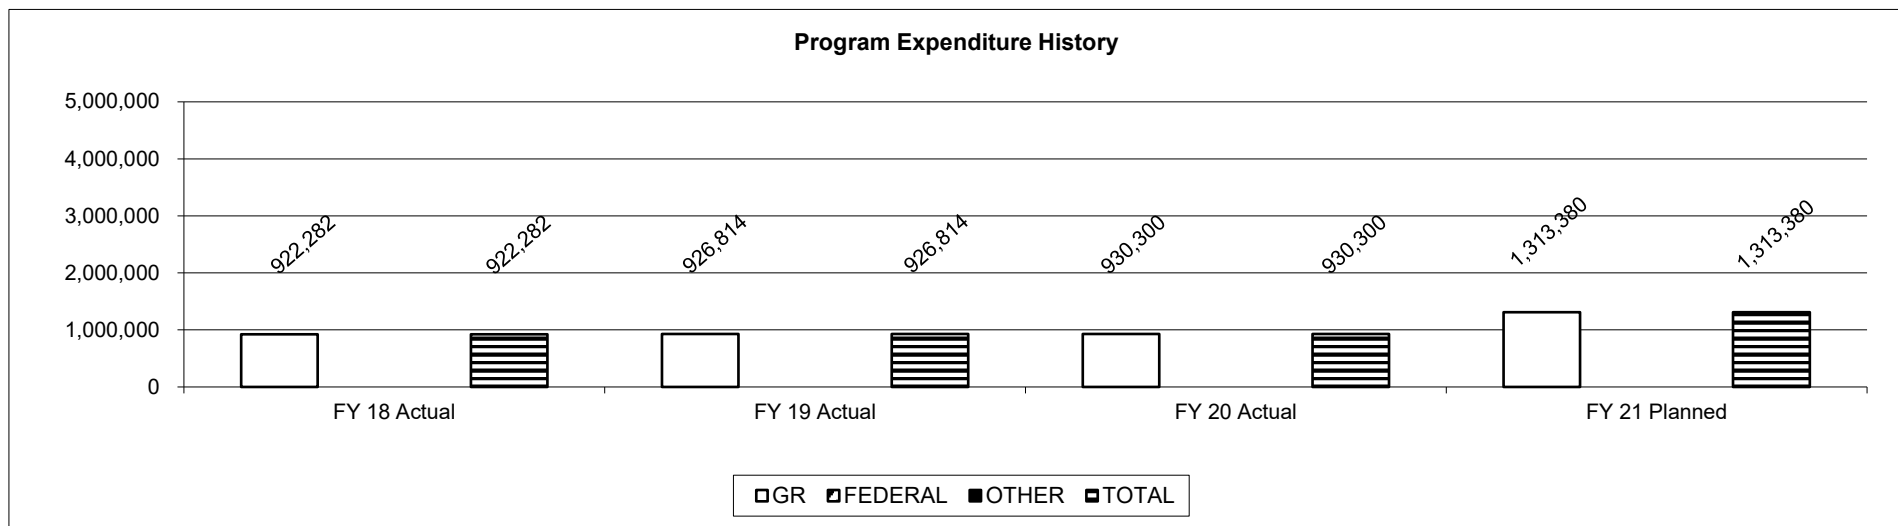 Program Expenditure History
5,000,000
4,000,000
3,000,000
2,000,000
1,000,000
0
922,282
922,282
926,814
926,814
930,300
930,300
1,313,380
1,313,380
FY 18 Actual
FY 19 Actual
FY 20 Actual
FY 21 Planned
GR FEDERAL OTHER TOTAL